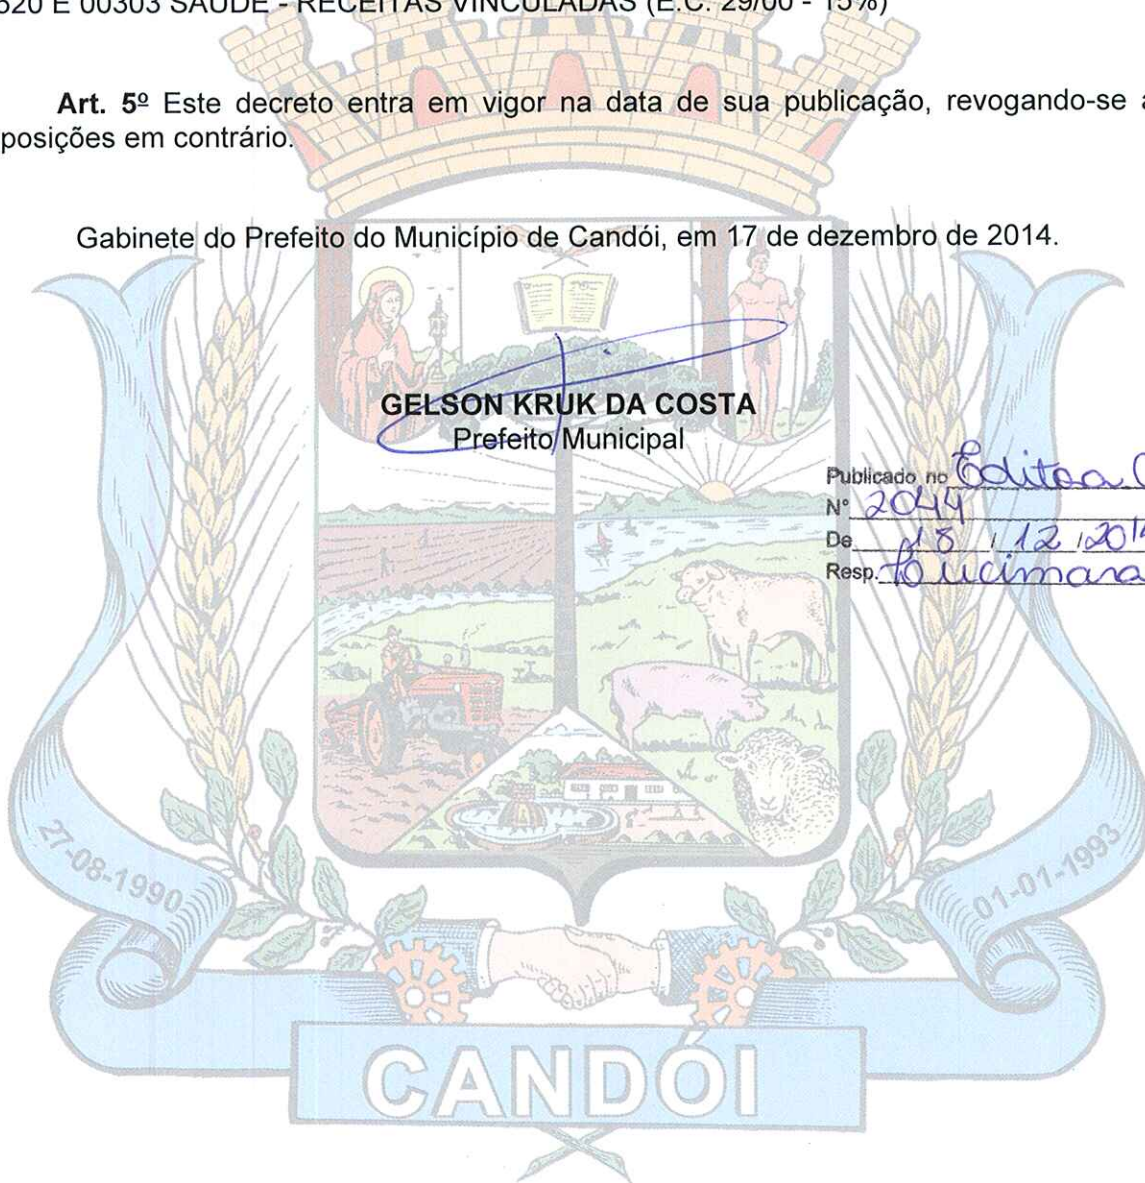 520 E 00303 SAÚDE - RECEITAS VINCULADAS (E.C. 29/00 - 15%)
Art. 5º Este decreto entra em vigor na data de sua publicação, revogando-se a
posições em contrário.
Gabinete do Prefeito do Município de Candói, em 17 de dezembro de 2014.
GELSON KRUK DA COSTA
Prefeito Municipal
Publicado no Editoa
N° 2044
De 18 / 12 / 2014
Resp.
27-08-1990
01-01-1993
CANDÓI